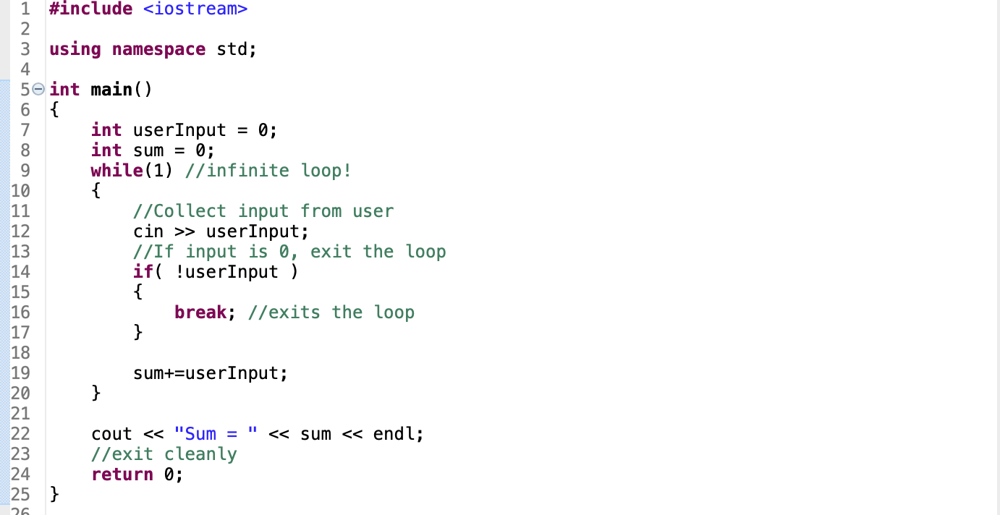 1 #include <iostream>
2
3 using namespace std;
4
5 int main()
6 {
7     int userInput = 0;
8     int sum = 0;
9     while(1) //infinite loop!
10     {
11         //Collect input from user
12         cin >> userInput;
13         //If input is 0, exit the loop
14         if( !userInput )
15         {
16             break; //exits the loop
17         }
18
19         sum+=userInput;
20     }
21
22     cout << "Sum = " << sum << endl;
23     //exit cleanly
24     return 0;
25 }
26